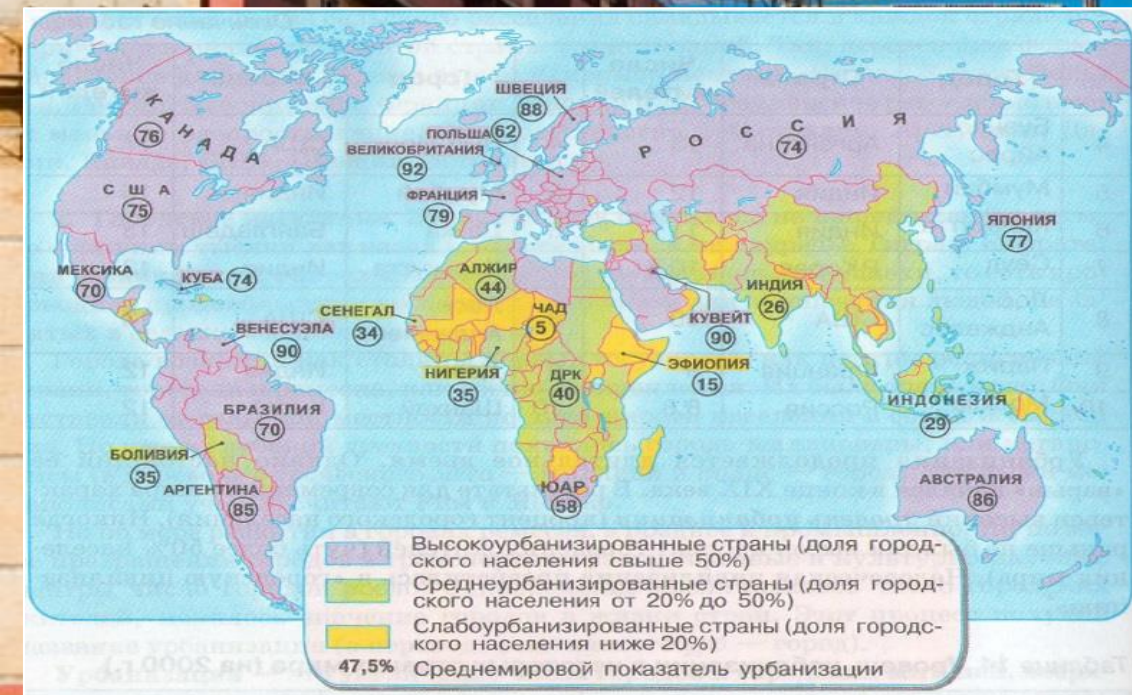 КАНАДА
76
США
75
МЕКСИКА
70
КУБА 74
ВЕНЕСУЭЛА
90
БРАЗИЛИЯ
70
БОЛИВИЯ
35
АРГЕНТИНА
85
ШВЕЦИЯ
88
ПОЛЬША
62
ВЕЛИКОБРИТАНИЯ
92
ФРАНЦИЯ
79
РОССИЯ
74
ЯПОНИЯ
77
АЛЖИР
44
СЕНЕГАЛ
34
ЧАД
5
НИГЕРИЯ
35
ДРК
40
КУВЕЙТ
90
ЭФИОПИЯ
15
ИНДИЯ
26
ИНДОНЕЗИЯ
29
ЮАР
58
АВСТРАЛИЯ
86
Высокоурбанизированные страны (доля город-
ского населения свыше 50%)
Среднеурбанизированные страны (доля город-
ского населения от 20% до 50%)
Слабоурбанизированные страны (доля городс-
кого населения ниже 20%)
47,5% Среднемировой показатель урбанизации